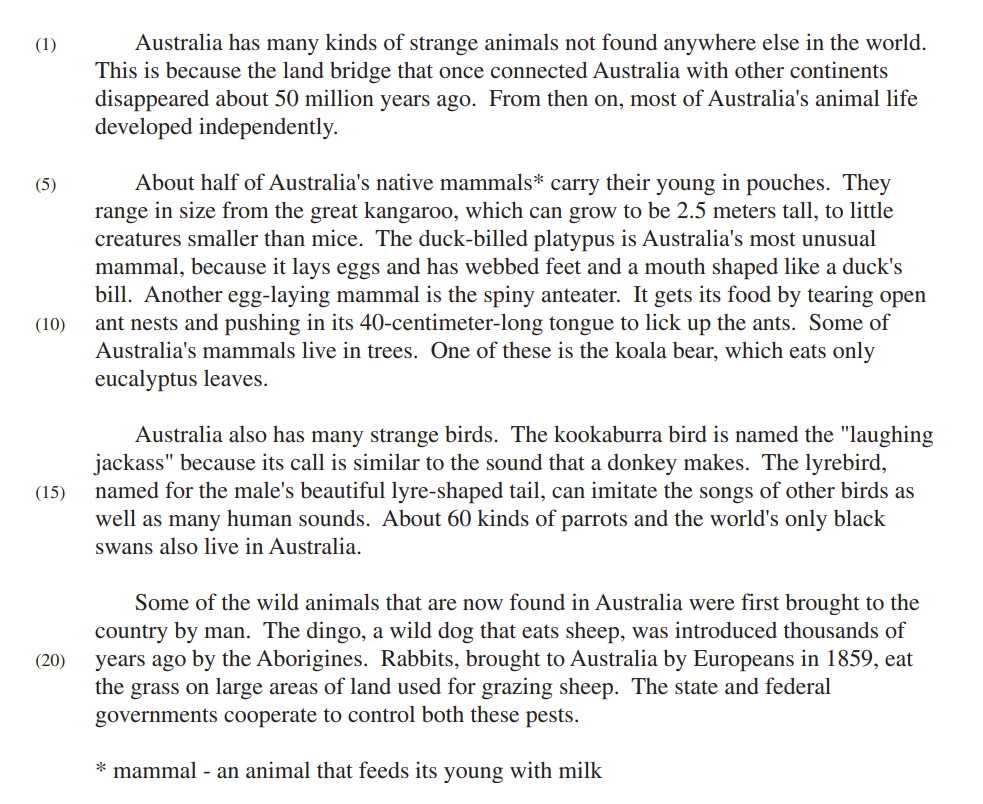 (1) Australia has many kinds of strange animals not found anywhere else in the world.
This is because the land bridge that once connected Australia with other continents
disappeared about 50 million years ago. From then on, most of Australia's animal life
developed independently.
(5) About half of Australia's native mammals* carry their young in pouches. They
range in size from the great kangaroo, which can grow to be 2.5 meters tall, to little
creatures smaller than mice. The duck-billed platypus is Australia's most unusual
mammal, because it lays eggs and has webbed feet and a mouth shaped like a duck's
bill. Another egg-laying mammal is the spiny anteater. It gets its food by tearing open
(10) ant nests and pushing in its 40-centimeter-long tongue to lick up the ants. Some of
Australia's mammals live in trees. One of these is the koala bear, which eats only
eucalyptus leaves.
Australia also has many strange birds. The kookaburra bird is named the "laughing
jackass" because its call is similar to the sound that a donkey makes. The lyrebird,
(15) named for the male's beautiful lyre-shaped tail, can imitate the songs of other birds as
well as many human sounds. About 60 kinds of parrots and the world's only black
swans also live in Australia.
Some of the wild animals that are now found in Australia were first brought to the
country by man. The dingo, a wild dog that eats sheep, was introduced thousands of
(20) years ago by the Aborigines. Rabbits, brought to Australia by Europeans in 1859, eat
the grass on large areas of land used for grazing sheep. The state and federal
governments cooperate to control both these pests.
* mammal - an animal that feeds its young with milk